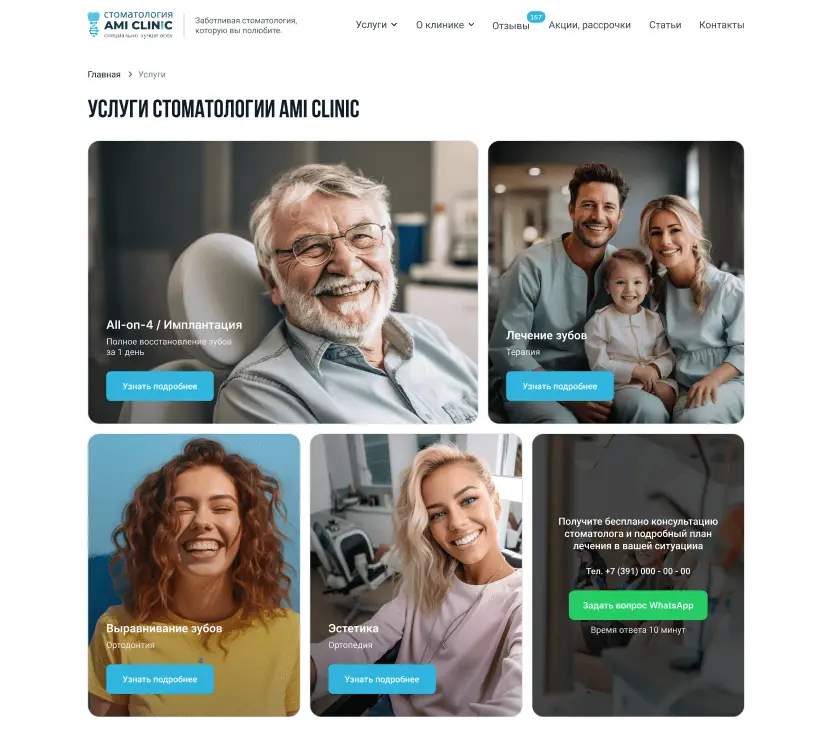 СТОМАТОЛОГИЯ
AMI CLINIC
СПЕЦИАЛЬНО ЛУЧШЕ ВСЕХ
Заботливая стоматология,
которую вы полюбите.
Услуги О клинике Отзывы 157 Акции, рассрочки Статьи Контакты
Главная > Услуги
УСЛУГИ СТОМАТОЛОГИИ AMI CLINIC
All-on-4 / Имплантация
Полное восстановление зубов
за 1 день
Узнать подробнее
Лечение зубов
Терапия
Узнать подробнее
Выравнивание зубов
Ортодонтия
Узнать подробнее
Эстетика
Ортопедия
Узнать подробнее
Получите бесплано консультацию
стоматолога и подробный план
лечения в вашей ситуацииа
Тел. +7 (391) 000 - 00 - 00
Задать вопрос WhatsApp
Время ответа 10 минут